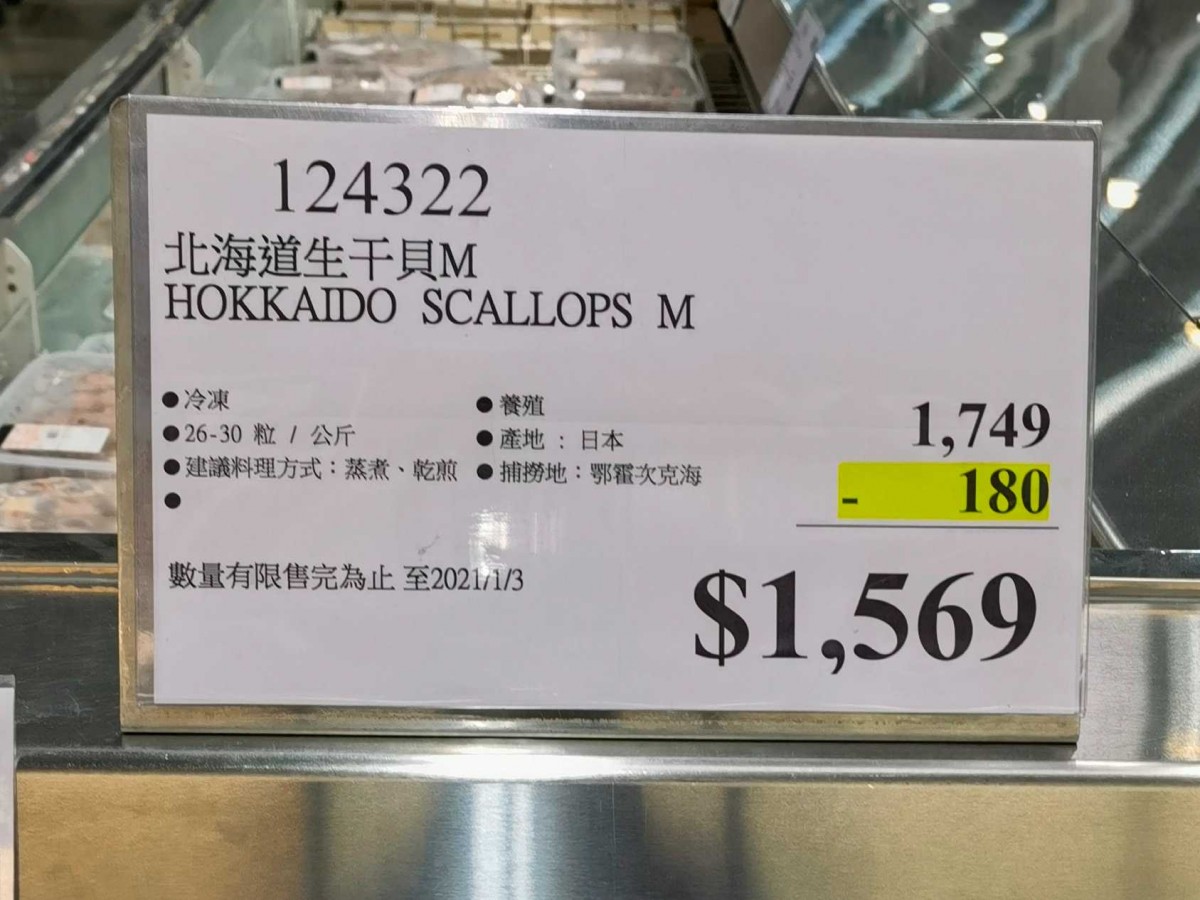 124322
北海道生干貝M
HOKKAIDO SCALLOPS M
●冷凍
●養殖
●26-30 粒 / 公斤
●產地 : 日本
●建議料理方式：蒸煮、乾煎
●捕撈地：鄂霍次克海
●
1,749
- 180
數量有限售完為止 至2021/1/3
$1,569